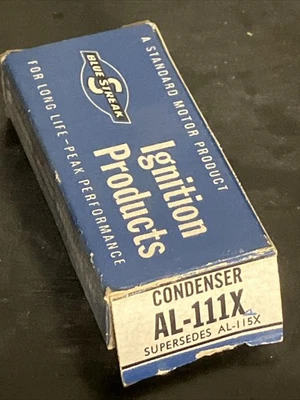 A STANDARD MOTOR PRODUCT
BLUE STREAK
S
Ignition
Products
FOR LONG LIFE-PEAK PERFORMANCE
CONDENSER
AL-111X
SUPERSEDES AL-115X